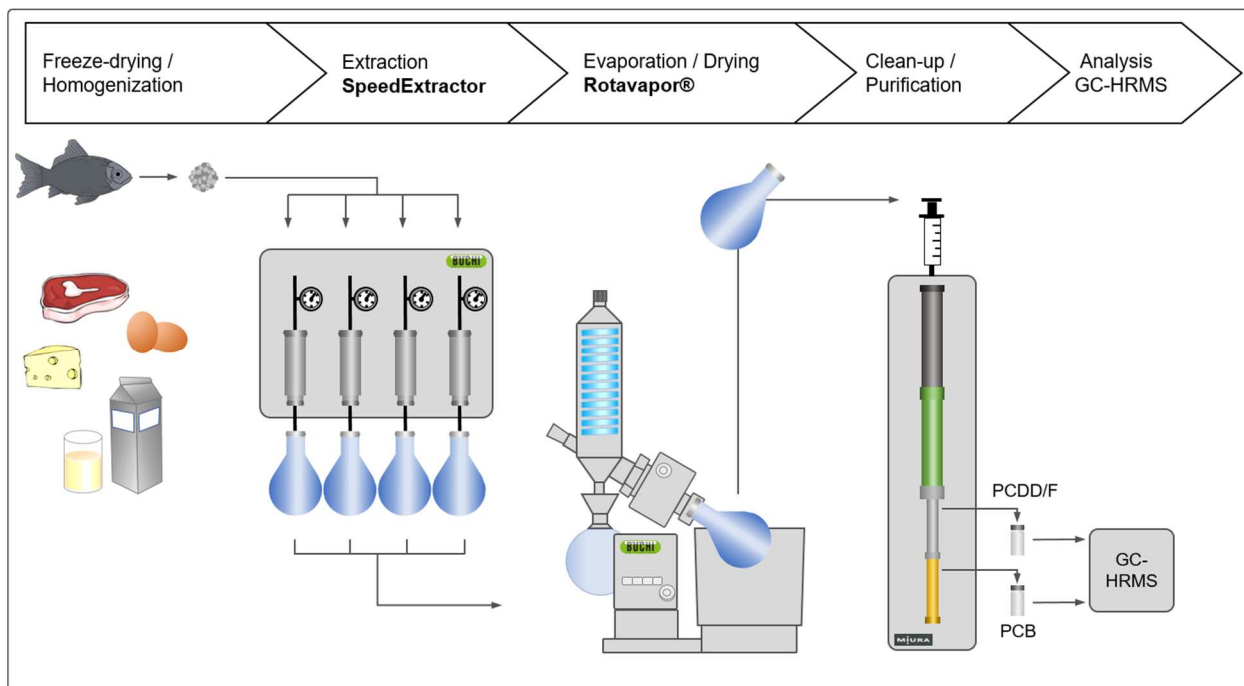 Freeze-drying /
Homogenization
Extraction
SpeedExtractor
Evaporation / Drying
Rotavapor®
Clean-up /
Purification
Analysis
GC-HRMS
BUCHI
BUCHI
PCDD/F
GC-
HRMS
PCB
MIURA